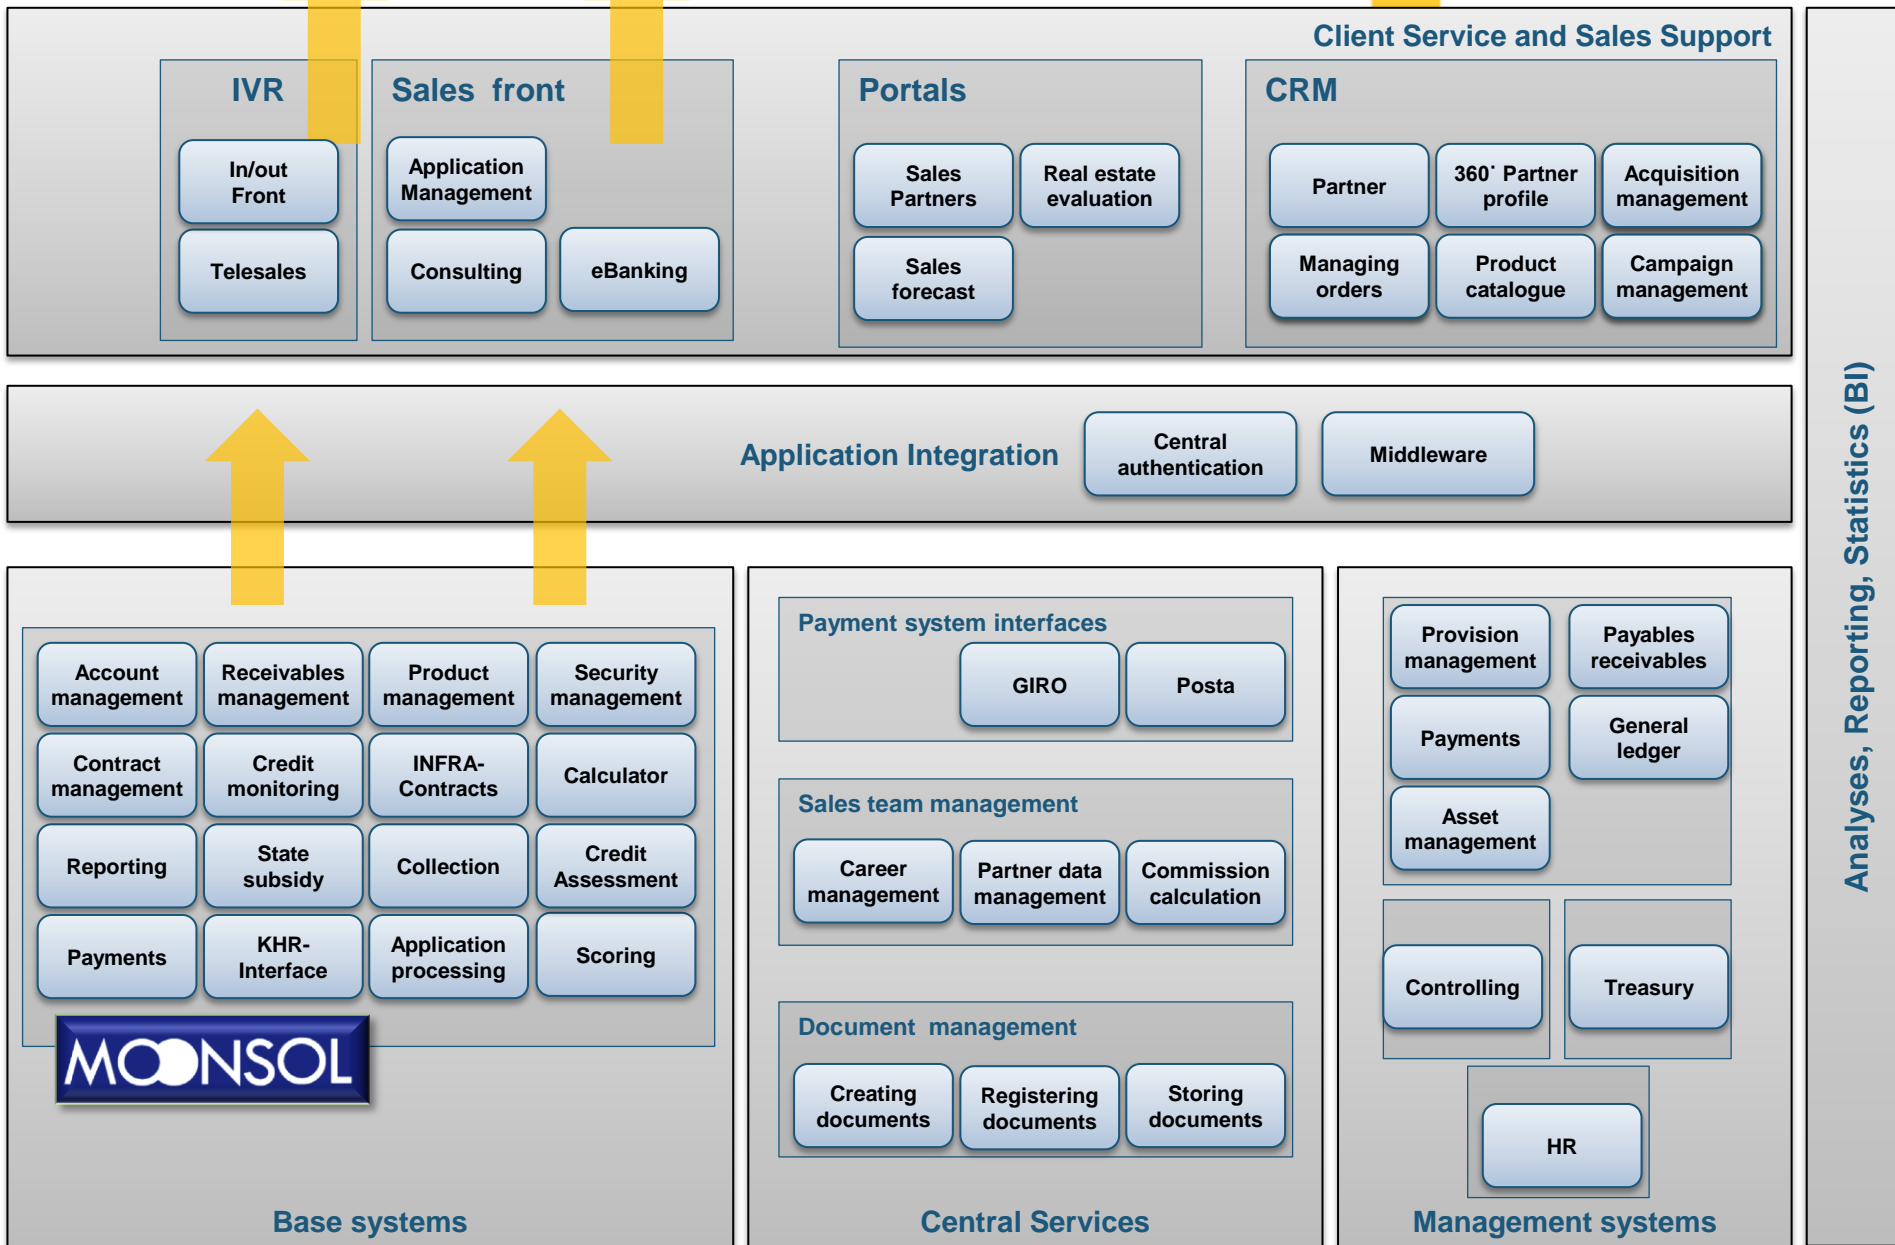 Client Service and Sales Support
IVR
In/out
Front
Telesales
Sales front
Application
Management
Consulting
eBanking
Portals
Sales
Partners
Real estate
evaluation
Sales
forecast
CRM
Partner
360˙ Partner
profile
Acquisition
management
Managing
orders
Product
catalogue
Campaign
management
Application Integration
Central
authentication
Middleware
Account
management
Receivables
management
Product
management
Security
management
Contract
management
Credit
monitoring
INFRA-
Contracts
Calculator
Reporting
State
subsidy
Collection
Credit
Assessment
Payments
KHR-
Interface
Application
processing
Scoring
MOONSOL
Base systems
Payment system interfaces
GIRO
Posta
Sales team management
Career
management
Partner data
management
Commission
calculation
Document management
Creating
documents
Registering
documents
Storing
documents
Central Services
Provision
management
Payables
receivables
Payments
General
ledger
Asset
management
Controlling
Treasury
HR
Management systems
Analyses, Reporting, Statistics (BI)